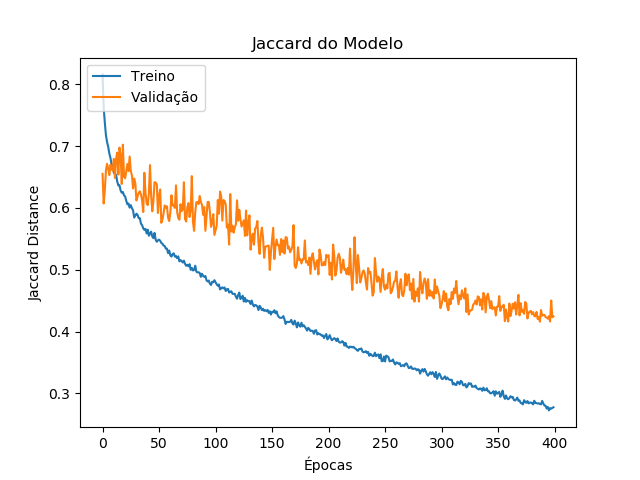 Jaccard do Modelo
Treino
Validação
0.8
0.7
0.6
0.5
0.4
0.3
Jaccard Distance
0 50 100 150 200 250 300 350 400
Épocas